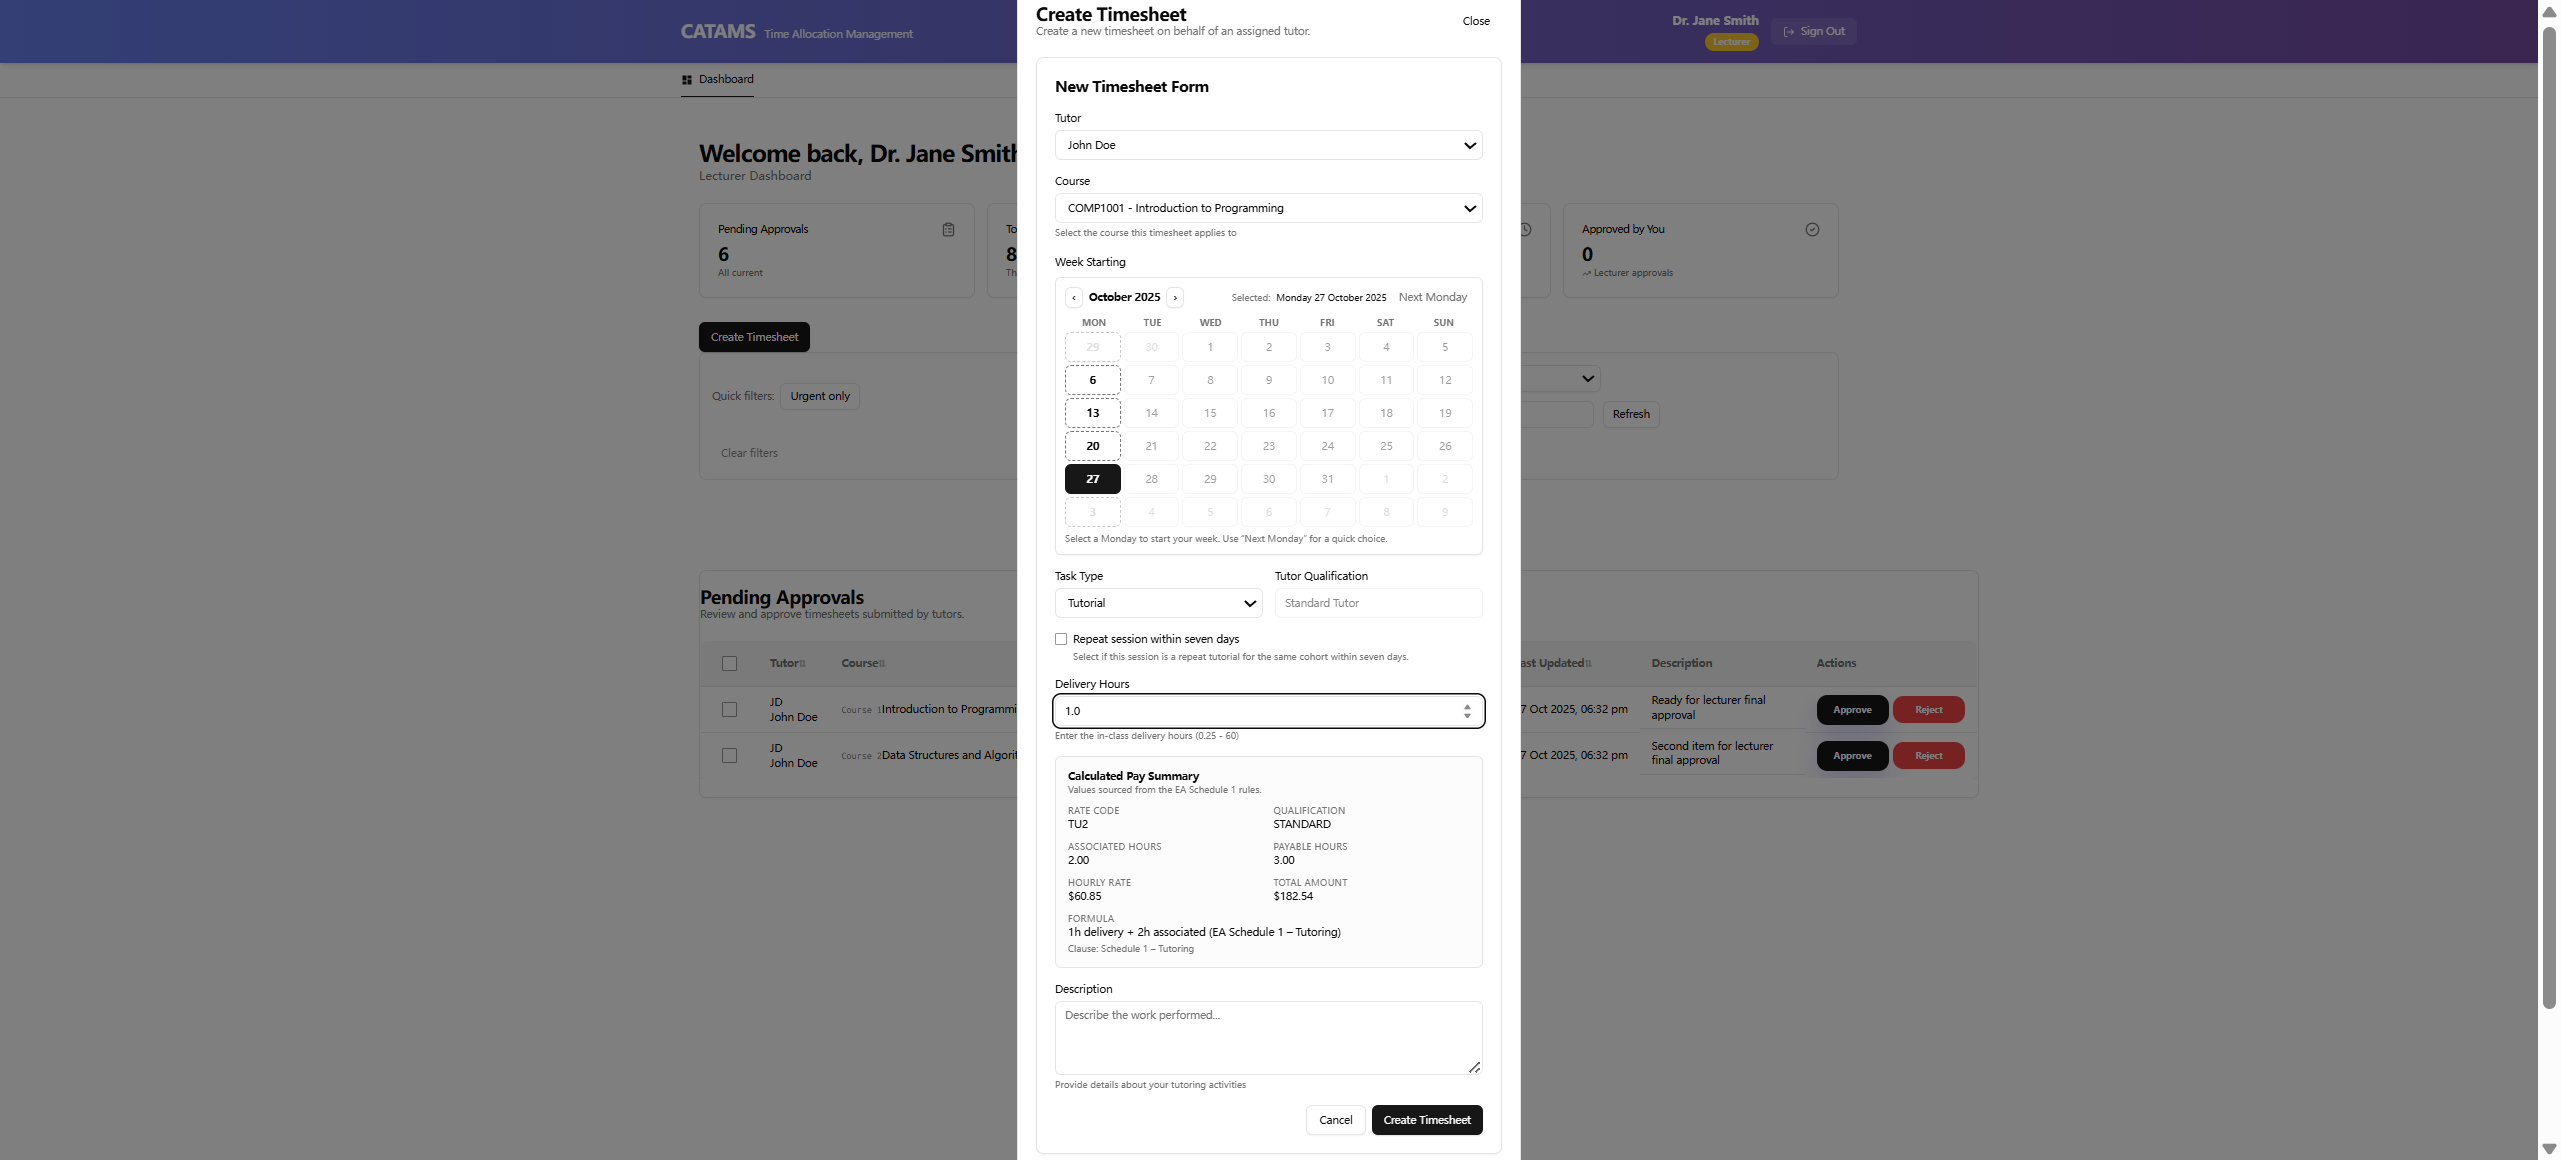 CATAMS Time Allocation Management
Dr. Jane Smith
Lecturer
Sign Out
Dashboard
Welcome back, Dr. Jane Smith
Lecturer Dashboard
Pending Approvals
6
All current
To
8
Th
Approved by You
0
Lecturer approvals
Create Timesheet
Quick filters: Urgent only
Refresh
Clear filters
Pending Approvals
Review and approve timesheets submitted by tutors.
Tutor Course
ast Updated Description Actions
JD
John Doe
Course 1 Introduction to Programmi
7 Oct 2025, 06:32 pm
Ready for lecturer final
approval
Approve Reject
JD
John Doe
Course 2 Data Structures and Algorit
7 Oct 2025, 06:32 pm
Second item for lecturer
final approval
Approve Reject
Create Timesheet
Create a new timesheet on behalf of an assigned tutor.
Close
New Timesheet Form
Tutor
John Doe
Course
COMP1001 - Introduction to Programming
Select the course this timesheet applies to
Week Starting
‹ October 2025 › Selected: Monday 27 October 2025 Next Monday
MON TUE WED THU FRI SAT SUN
29 30 1 2 3 4 5
6 7 8 9 10 11 12
13 14 15 16 17 18 19
20 21 22 23 24 25 26
27 28 29 30 31 1 2
3 4 5 6 7 8 9
Select a Monday to start your week. Use “Next Monday” for a quick choice.
Task Type Tutor Qualification
Tutorial Standard Tutor
Repeat session within seven days
Select if this session is a repeat tutorial for the same cohort within seven days.
Delivery Hours
1.0
Enter the in-class delivery hours (0.25 - 60)
Calculated Pay Summary
Values sourced from the EA Schedule 1 rules.
RATE CODE QUALIFICATION
TU2 STANDARD
ASSOCIATED HOURS PAYABLE HOURS
2.00 3.00
HOURLY RATE TOTAL AMOUNT
$60.85 $182.54
FORMULA
1h delivery + 2h associated (EA Schedule 1 – Tutoring)
Clause: Schedule 1 – Tutoring
Description
Describe the work performed...
Provide details about your tutoring activities
Cancel Create Timesheet